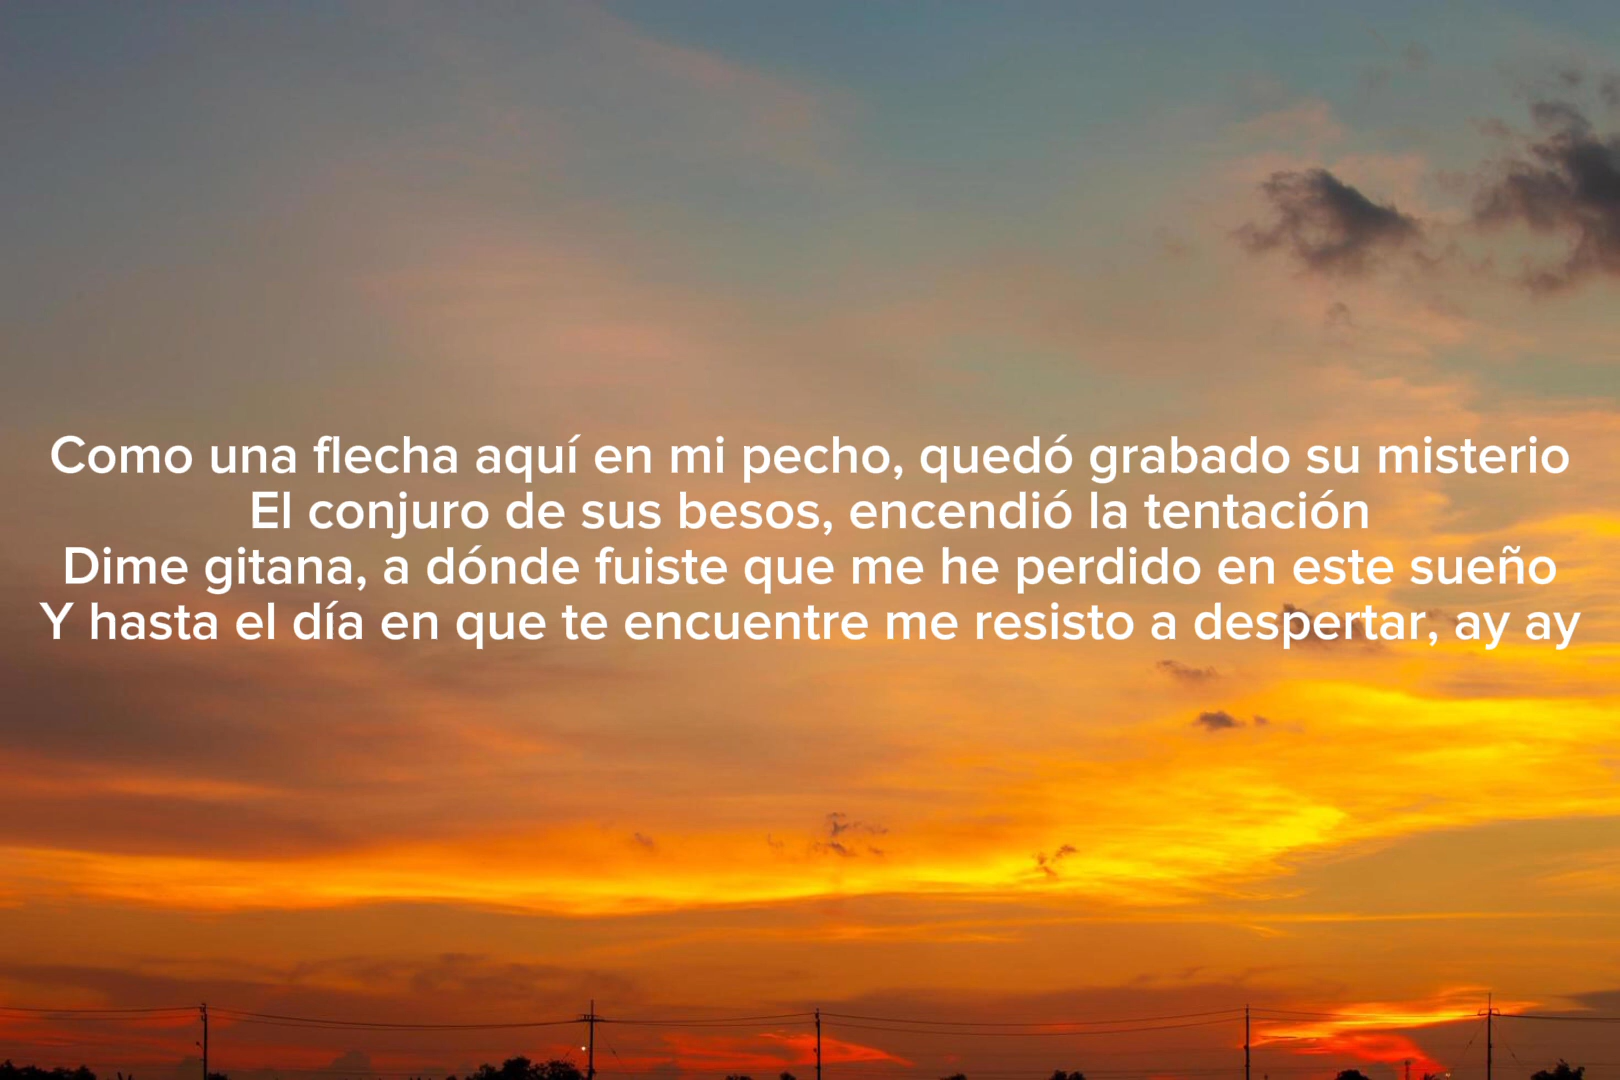 Como una flecha aquí en mi pecho, quedó grabado su misterio
El conjuro de sus besos, encendió la tentación
Dime gitana, a dónde fuiste que me he perdido en este sueño
Y hasta el día en que te encuentre me resisto a despertar, ay ay